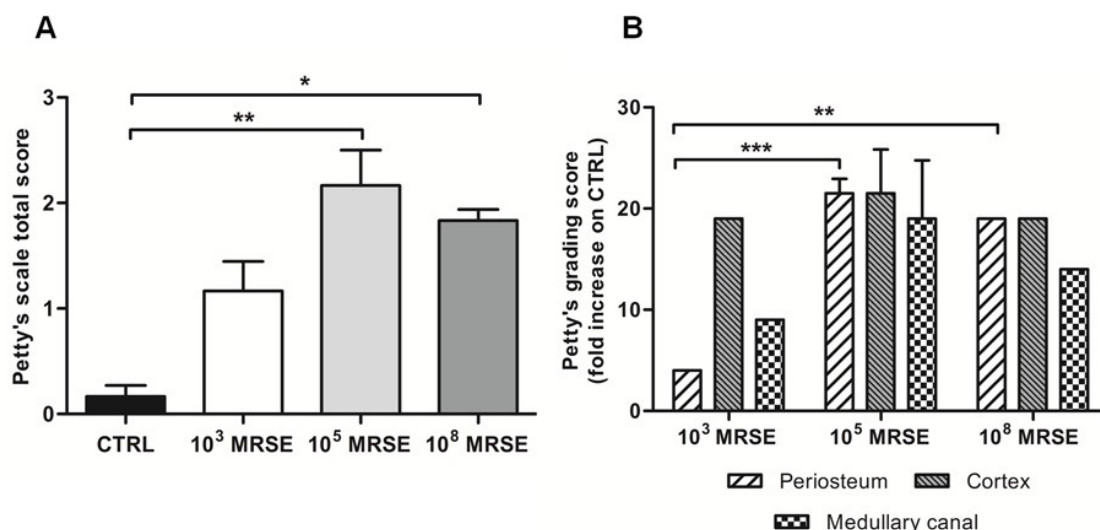 A
Petty's scale total score
3
2
1
0
*
**
CTRL
10³ MRSE
10⁵ MRSE
10⁸ MRSE
B
Petty's grading score
(fold increase on CTRL)
30
20
10
0
**
***
10³ MRSE
10⁵ MRSE
10⁸ MRSE
Periosteum
Cortex
Medullary canal